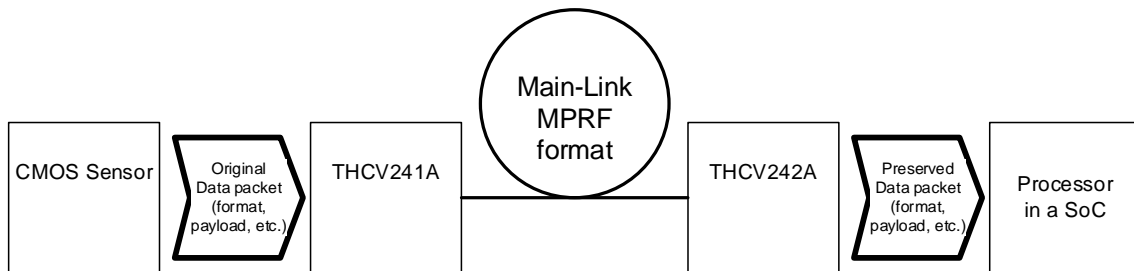 CMOS Sensor
Original
Data packet
(format,
payload, etc.)
THCV241A
Main-Link
MPRF
format
THCV242A
Preserved
Data packet
(format,
payload, etc.)
Processor
in a SoC